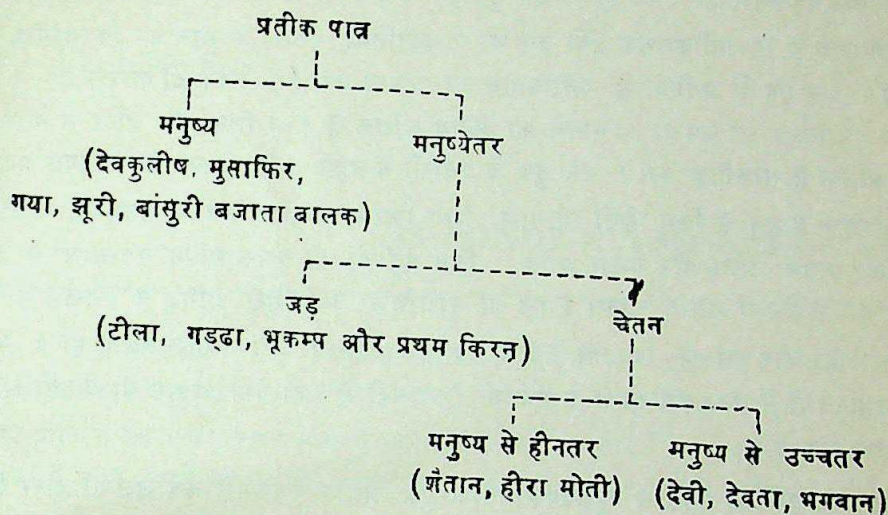 प्रतीक पात्र
मनुष्य
(देवकुलीष, मुसाफिर,
गया, झूरी, बांसुरी बजाता बालक)
मनुष्येतर
जड़
(टीला, गड्ढा, भूकम्प और प्रथम किरन)
चेतन
मनुष्य से हीनतर
(शैतान, हीरा मोती)
मनुष्य से उच्चतर
(देवी, देवता, भगवान)